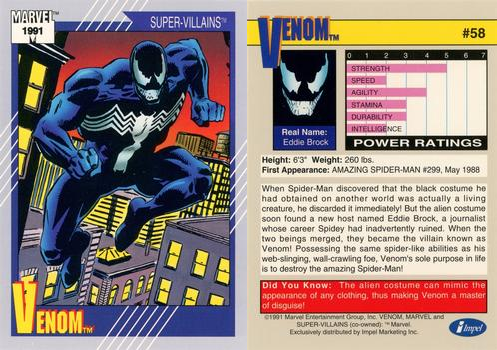 MARVEL
1991
SUPER-VILLAINS™
VENOM™
VENOM™
#58
0 1 2 3 4 5 6 7
STRENGTH
SPEED
AGILITY
STAMINA
DURABILITY
INTELLIGENCE
POWER RATINGS
Real Name:
Eddie Brock
Height: 6'3" Weight: 260 lbs.
First Appearance: AMAZING SPIDER-MAN #299, May 1988
When Spider-Man discovered that the black costume he
had obtained on another world was actually a living
creature, he discarded it immediately! But the alien costume
soon found a new host named Eddie Brock, a journalist
whose career Spidey had inadvertently ruined. When the
two beings merged, they became the villain known as
Venom! Possessing the same spider-like abilities as his
web-slinging, wall-crawling foe, Venom's sole purpose in life
is to destroy the amazing Spider-Man!
Did You Know: The alien costume can mimic the
appearance of any clothing, thus making Venom a master
of disguise!
©1991 Marvel Entertainment Group, Inc. VENOM, MARVEL and
SUPER-VILLAINS (co-owned): ™ Marvel.
Exclusively distributed by Impel Marketing Inc.
Impel